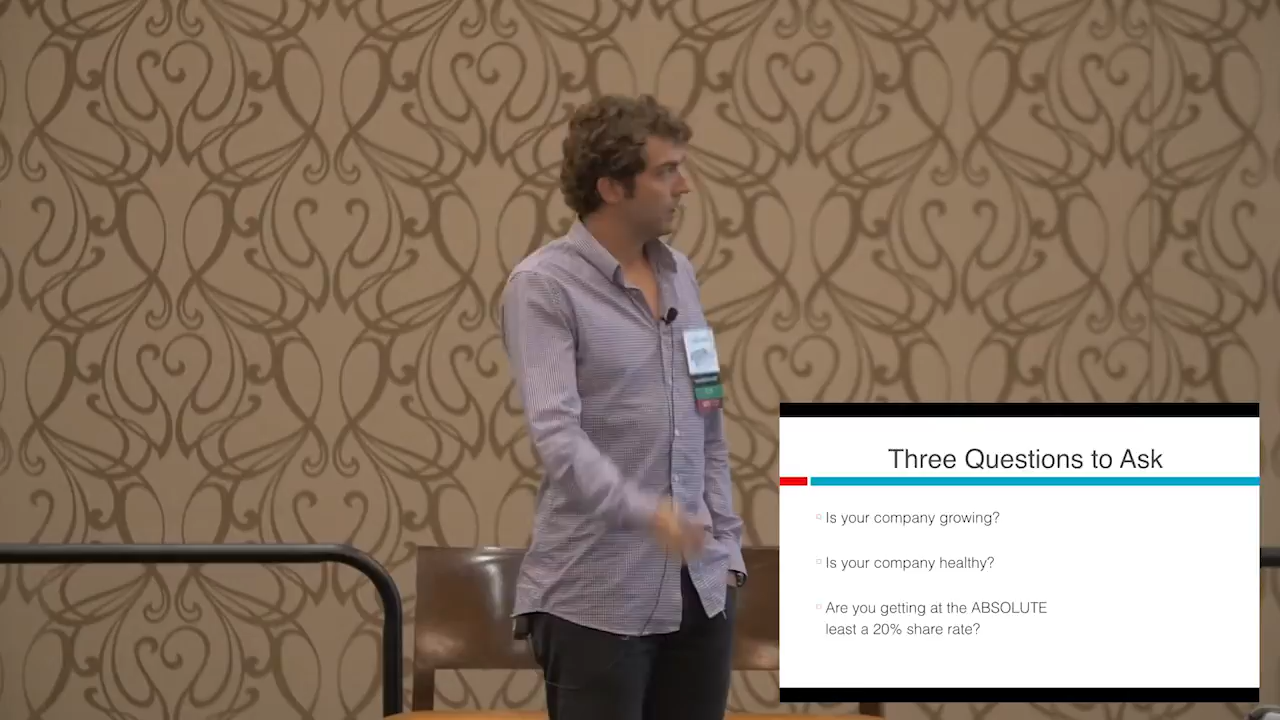 Three Questions to Ask
Is your company growing?
Is your company healthy?
Are you getting at the ABSOLUTE
least a 20% share rate?